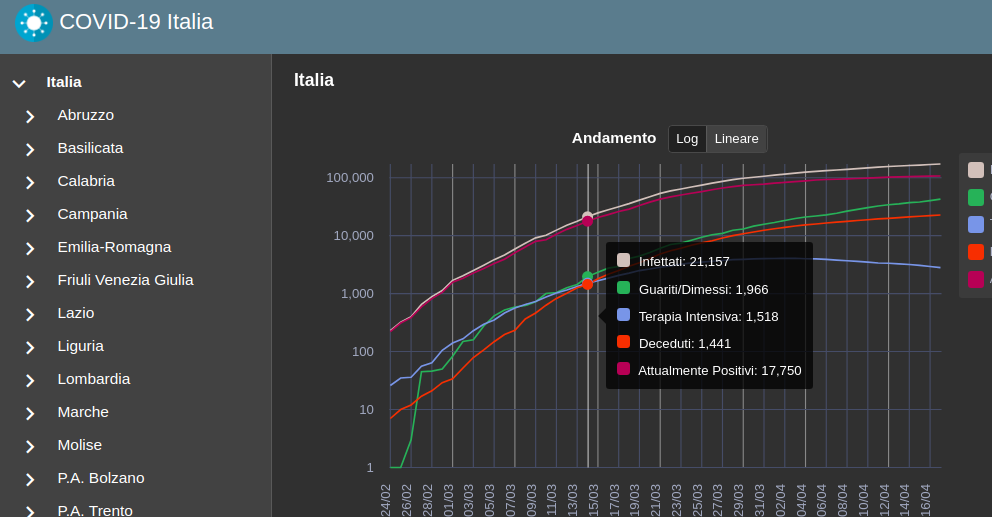 COVID-19 Italia
Italia
Abruzzo
Basilicata
Calabria
Campania
Emilia-Romagna
Friuli Venezia Giulia
Lazio
Liguria
Lombardia
Marche
Molise
P.A. Bolzano
P.A. Trento
Italia
Andamento Log Lineare
100,000
10,000
1,000
100
10
1
Infettati: 21,157
Guariti/Dimessi: 1,966
Terapia Intensiva: 1,518
Deceduti: 1,441
Attualmente Positivi: 17,750
24/02 26/02 28/02 01/03 03/03 05/03 07/03 09/03 11/03 13/03 15/03 17/03 19/03 21/03 23/03 25/03 27/03 29/03 31/03 02/04 04/04 06/04 08/04 10/04 12/04 14/04 16/04